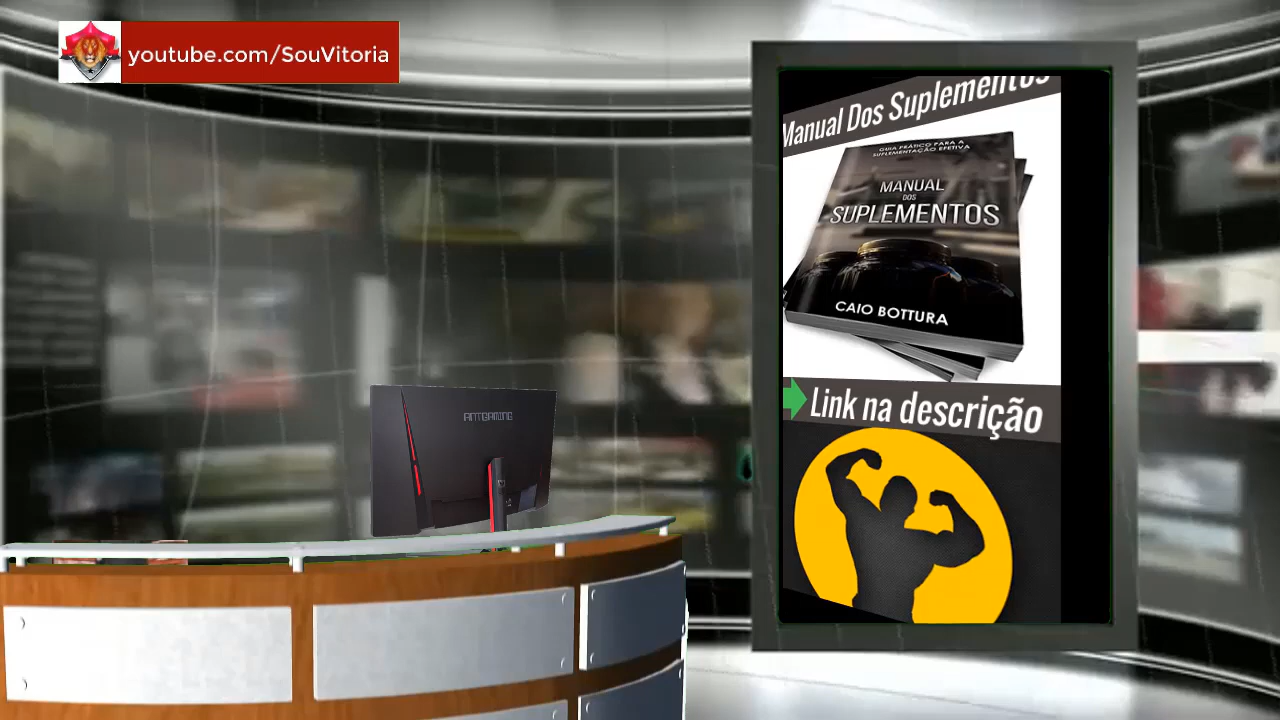 youtube.com/SouVitoria
Manual Dos Suplementos
GUIA PRÁTICO PARA A
SUPLEMENTAÇÃO EFETIVA
MANUAL
DOS
SUPLEMENTOS
CAIO BOTTURA
Link na descrição